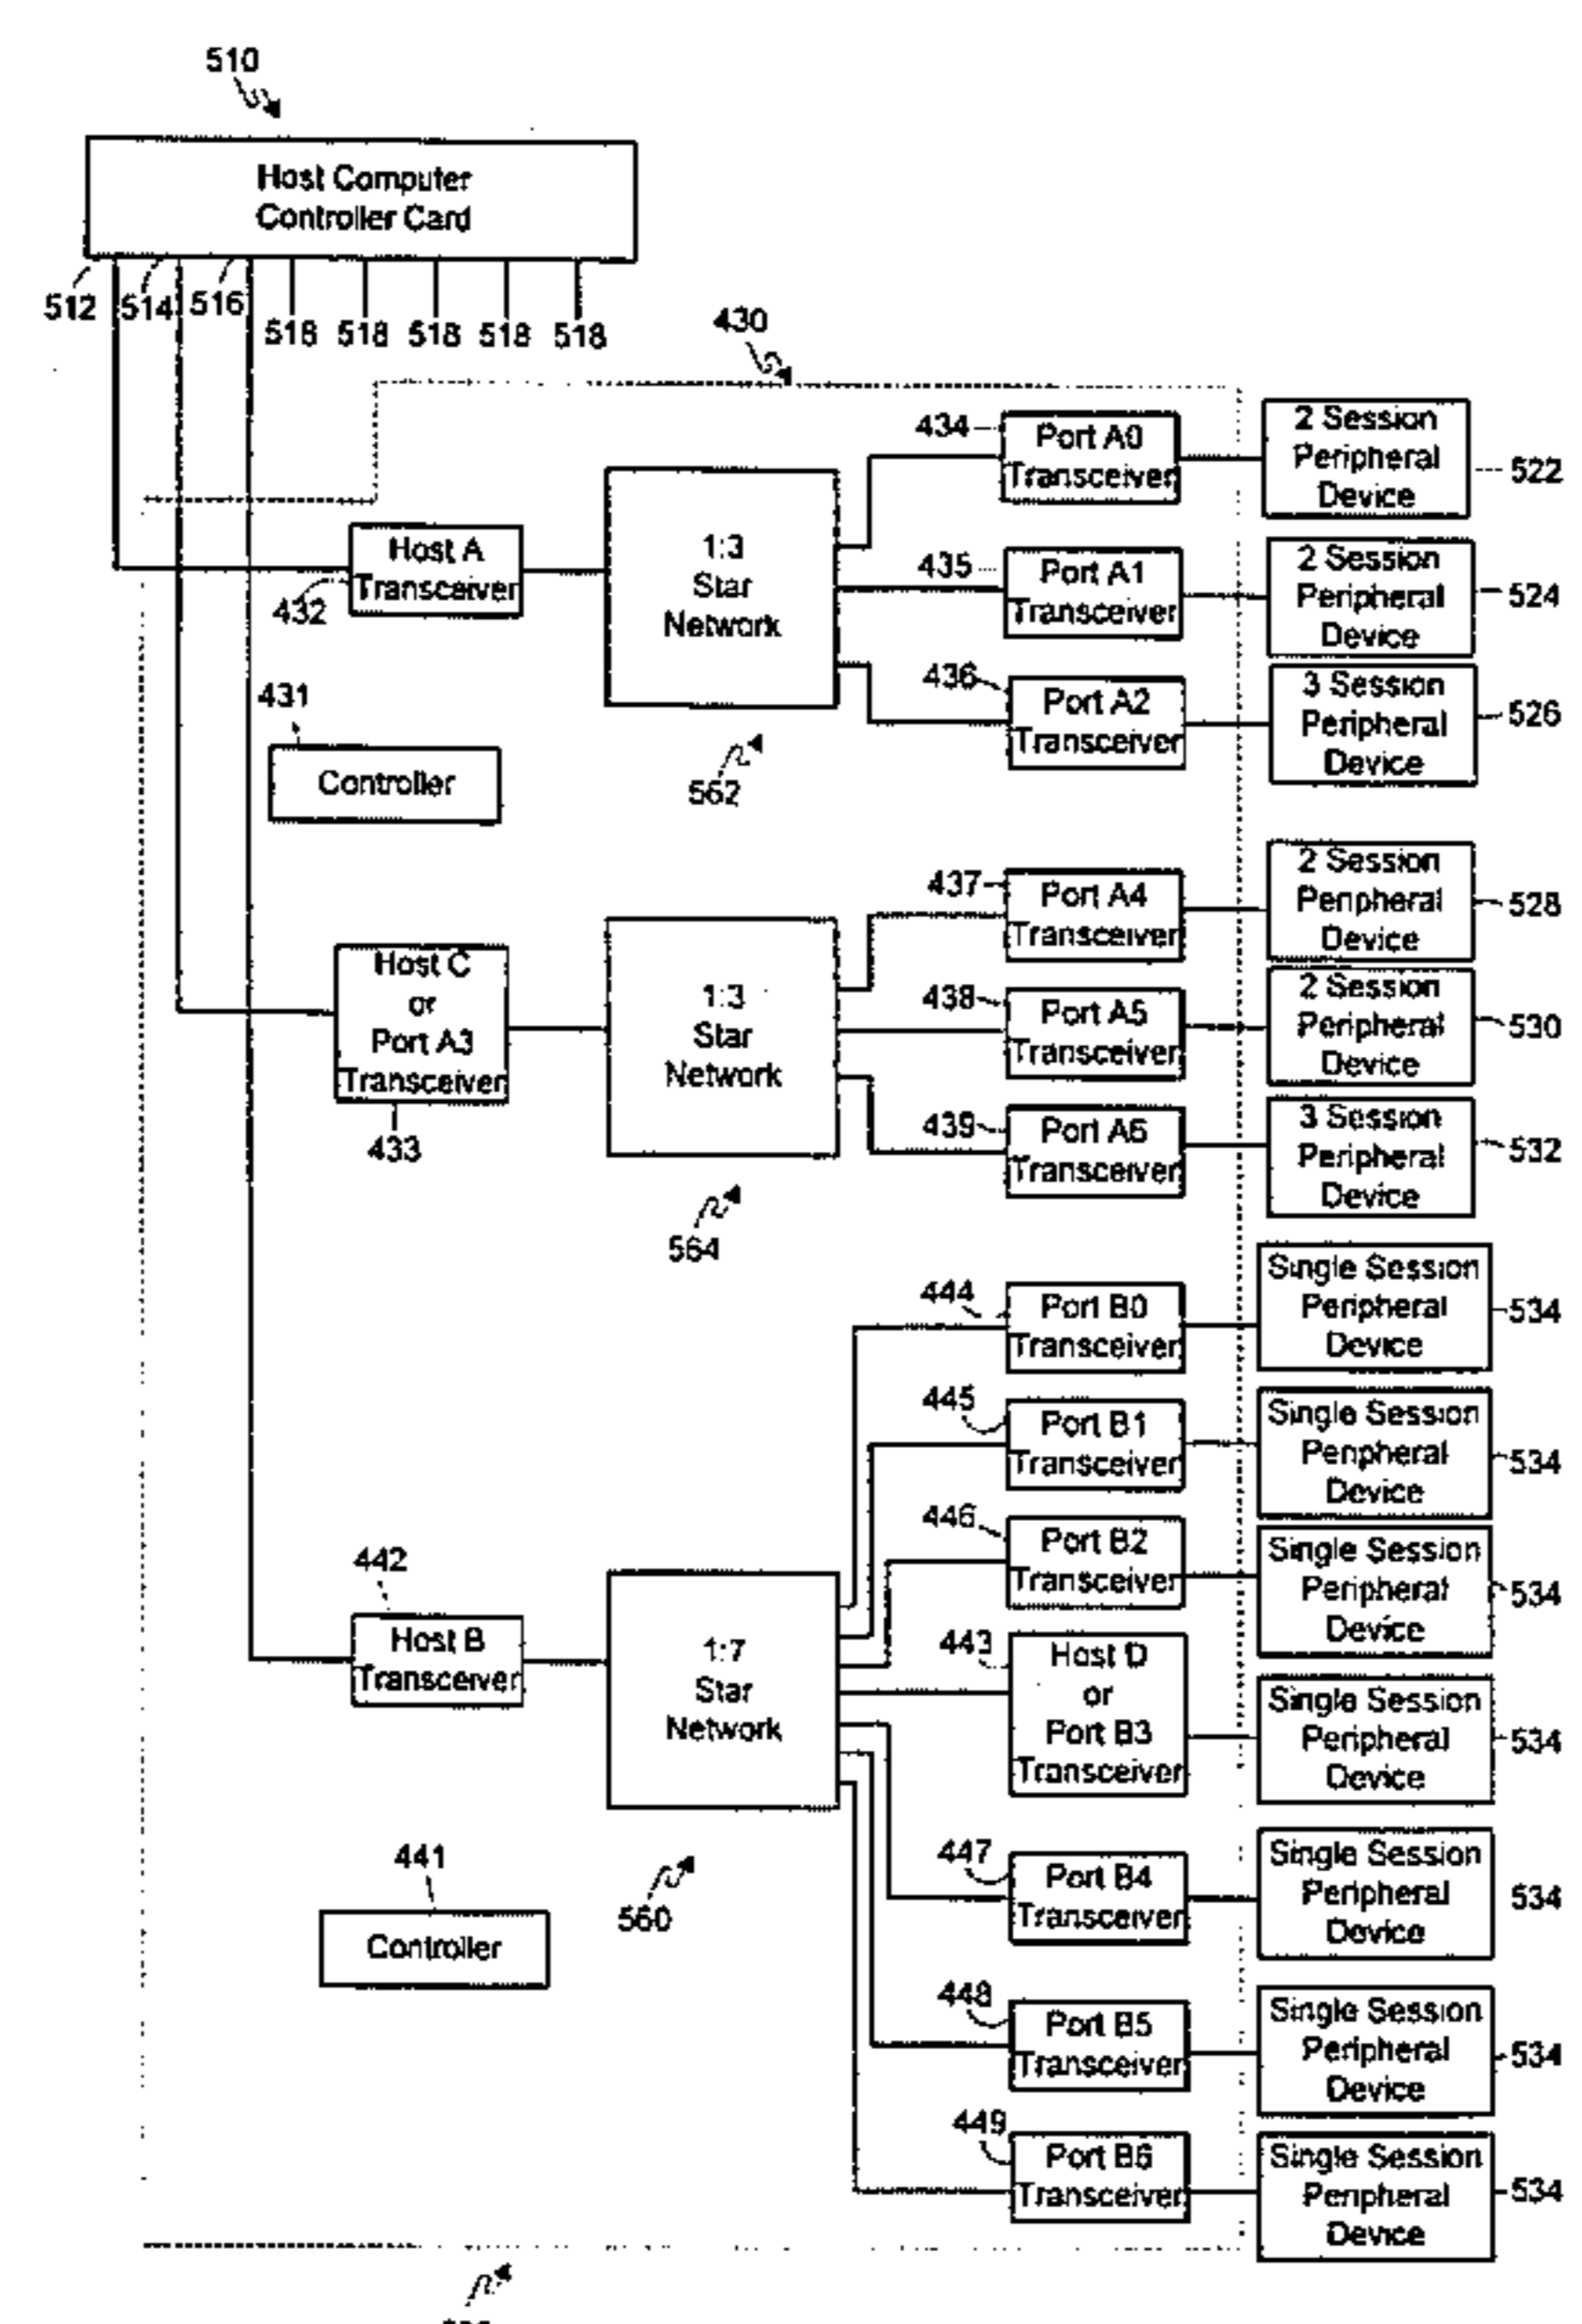 510
Host Computer
Controller Card
512 514 516
518 518 518 518 518
430
434
Port A0
Transceiver
2 Session
Peripheral
Device
522
Host A
Transceiver
432
1:3
Star
Network
562
435
Port A1
Transceiver
2 Session
Peripheral
Device
524
436
Port A2
Transceiver
3 Session
Peripheral
Device
526
431
Controller
437
Port A4
Transceiver
2 Session
Peripheral
Device
528
Host C
or
Port A3
Transceiver
433
1:3
Star
Network
564
438
Port A5
Transceiver
2 Session
Peripheral
Device
530
439
Port A6
Transceiver
3 Session
Peripheral
Device
532
444
Port B0
Transceiver
Single Session
Peripheral
Device
534
445
Port B1
Transceiver
Single Session
Peripheral
Device
534
446
Port B2
Transceiver
Single Session
Peripheral
Device
534
442
Host B
Transceiver
1:7
Star
Network
560
443
Host D
or
Port B3
Transceiver
Single Session
Peripheral
Device
534
447
Port B4
Transceiver
Single Session
Peripheral
Device
534
441
Controller
448
Port B5
Transceiver
Single Session
Peripheral
Device
534
449
Port B6
Transceiver
Single Session
Peripheral
Device
534